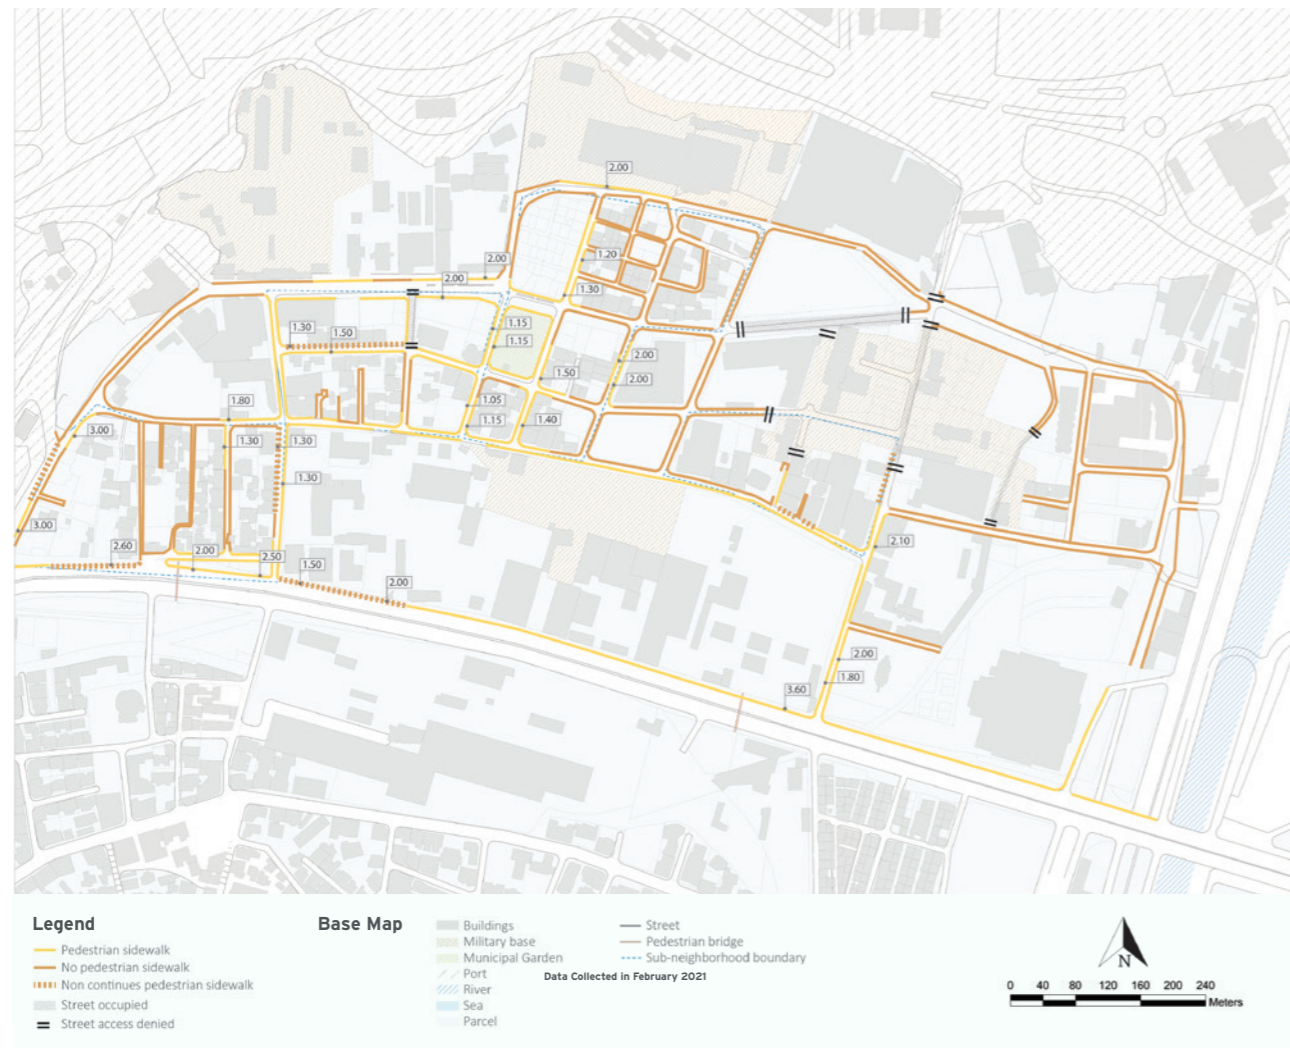 2.00
1.20
2.00
2.00
1.30
1.15
1.30
1.50
1.15
2.00
1.50
2.00
1.05
1.80
1.15
1.40
3.00
1.30
1.30
1.30
3.00
2.10
2.60
2.00
2.50
1.50
2.00
2.00
1.80
3.60
Legend
Pedestrian sidewalk
No pedestrian sidewalk
Non continues pedestrian sidewalk
Street occupied
Street access denied
Base Map
Buildings
Military base
Municipal Garden
Port
River
Sea
Parcel
Street
Pedestrian bridge
Sub-neighborhood boundary
Data Collected in February 2021
N
0 40 80 120 160 200 240
Meters